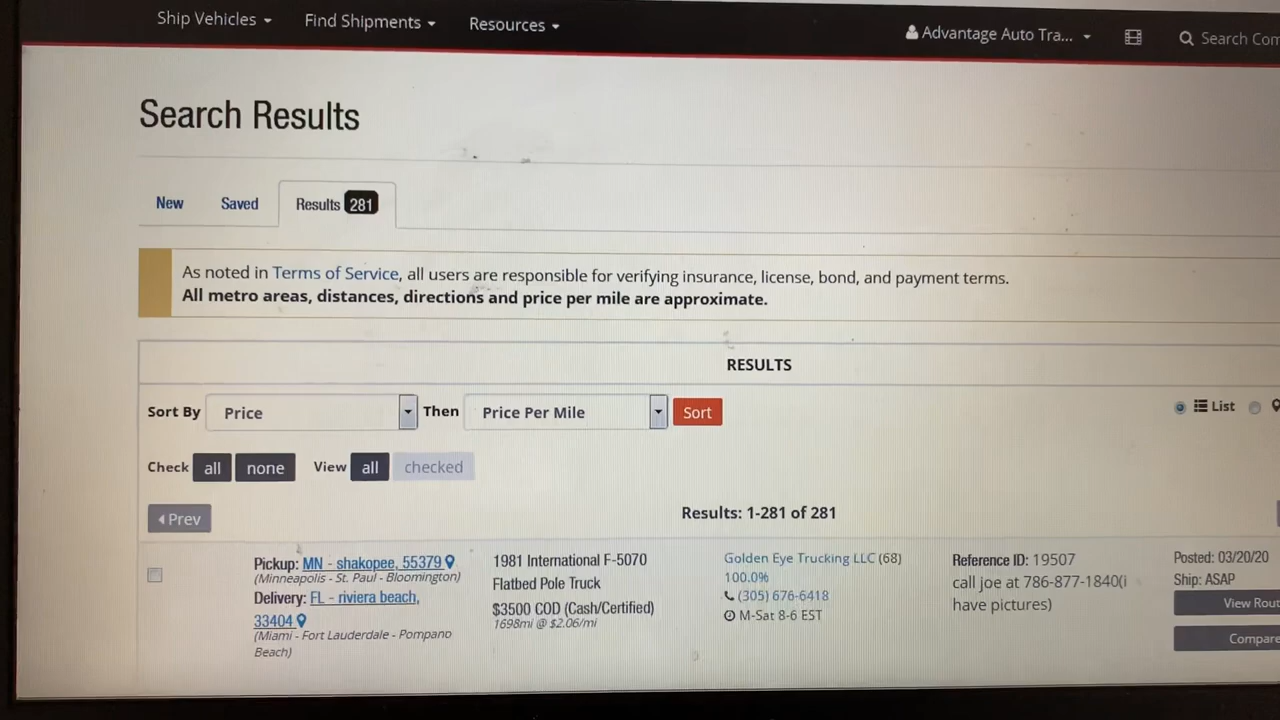 Ship Vehicles Find Shipments Resources Advantage Auto Tra... Search
Search Results
New Saved Results 281
As noted in Terms of Service, all users are responsible for verifying insurance, license, bond, and payment terms.
All metro areas, distances, directions and price per mile are approximate.
RESULTS
Sort By Price Then Price Per Mile Sort List
Check all none View all checked
Prev Results: 1-281 of 281
Pickup: MN - shakopee, 55379
(Minneapolis - St. Paul - Bloomington)
Delivery: FL - riviera beach,
33404
(Miami - Fort Lauderdale - Pompano
Beach)
1981 International F-5070
Flatbed Pole Truck
$3500 COD (Cash/Certified)
1698mi @ $2.06/mi
Golden Eye Trucking LLC (68)
100.0%
(305) 676-6418
M-Sat 8-6 EST
Reference ID: 19507
call joe at 786-877-1840(i
have pictures)
Posted: 03/20/20
Ship: ASAP
View Rout
Compare